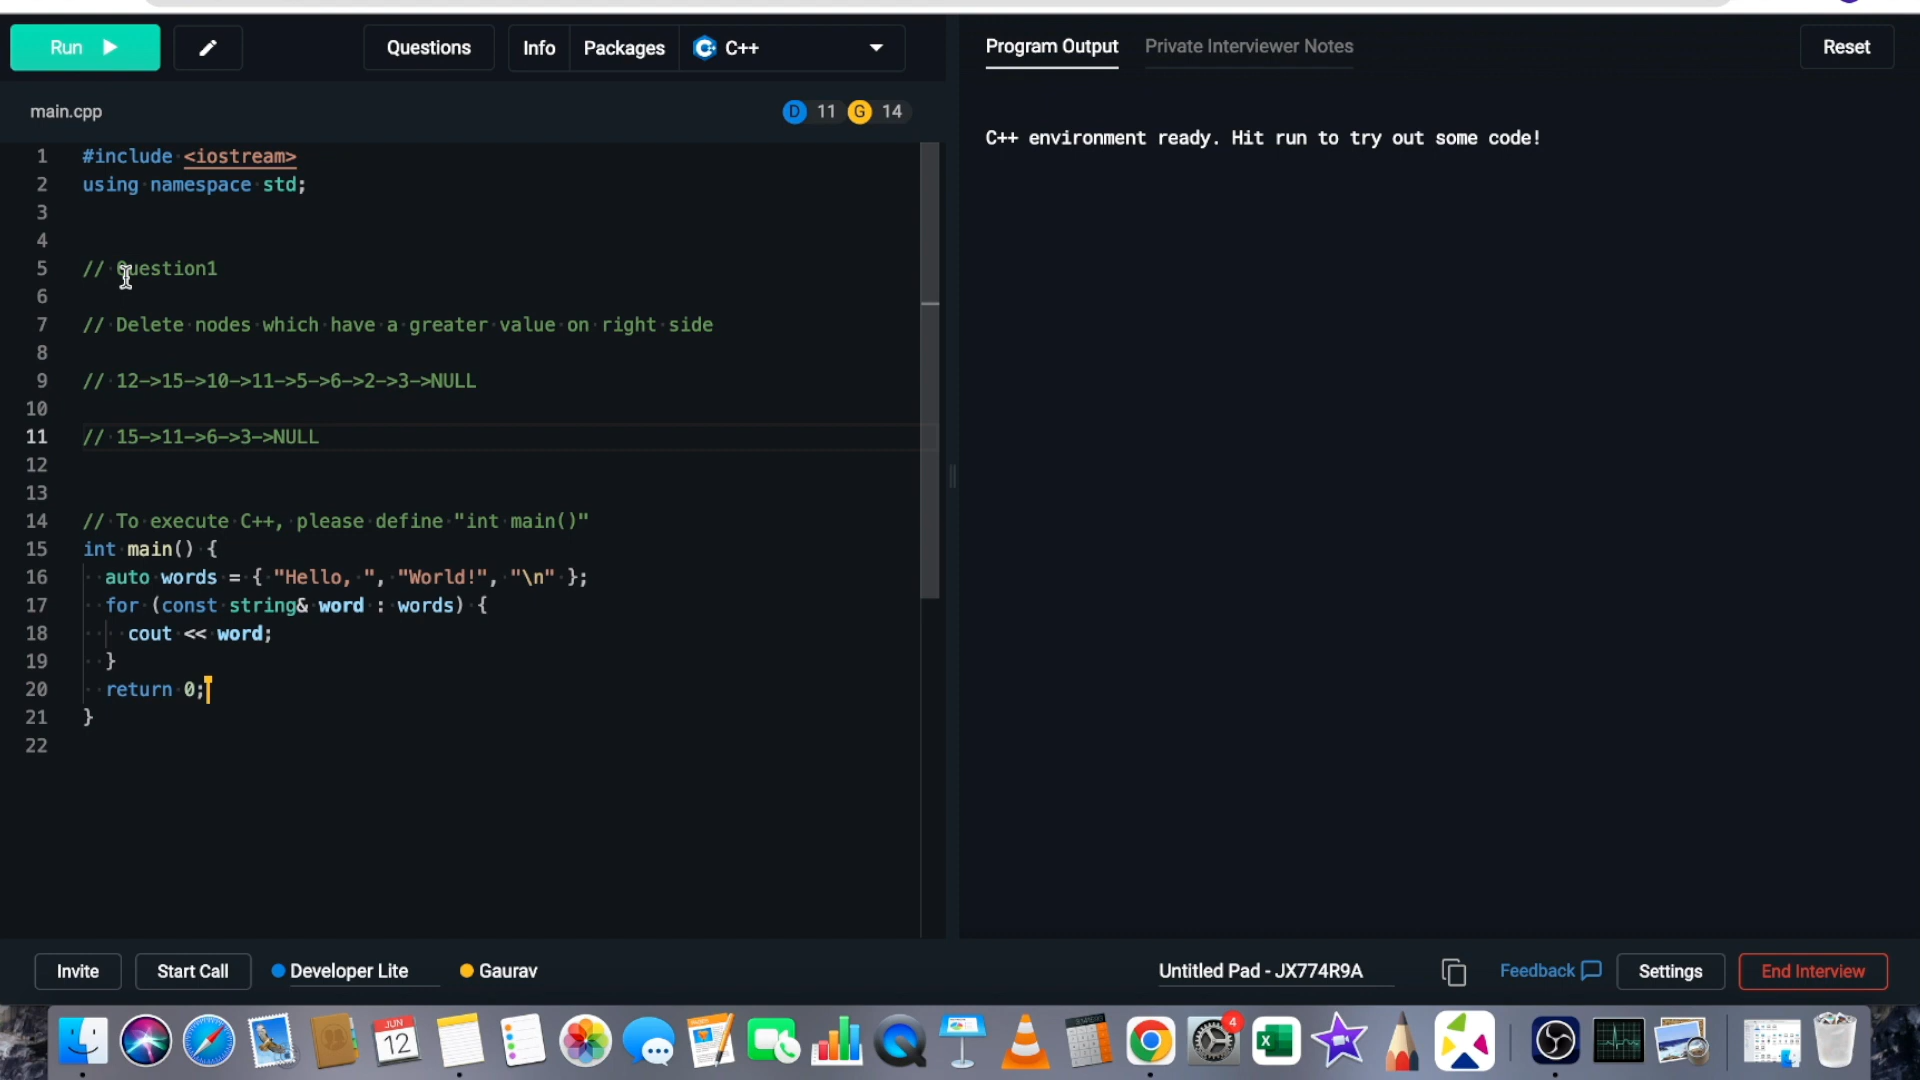 Run
Questions
Info
Packages
C++
Program Output
Private Interviewer Notes
Reset
main.cpp
D 11 G 14
C++ environment ready. Hit run to try out some code!
1 #include <iostream>
2 using namespace std;
3
4
5 // Question1
6
7 // Delete nodes which have a greater value on right side
8
9 // 12->15->10->11->5->6->2->3->NULL
10
11 // 15->11->6->3->NULL
12
13
14 // To execute C++, please define "int main()"
15 int main() {
16 auto words = { "Hello, ", "World!", "\n" };
17 for (const string& word : words) {
18 cout << word;
19 }
20 return 0;
21 }
22
Invite
Start Call
Developer Lite
Gaurav
Untitled Pad - JX774R9A
Feedback
Settings
End Interview
JUN
12
4
X